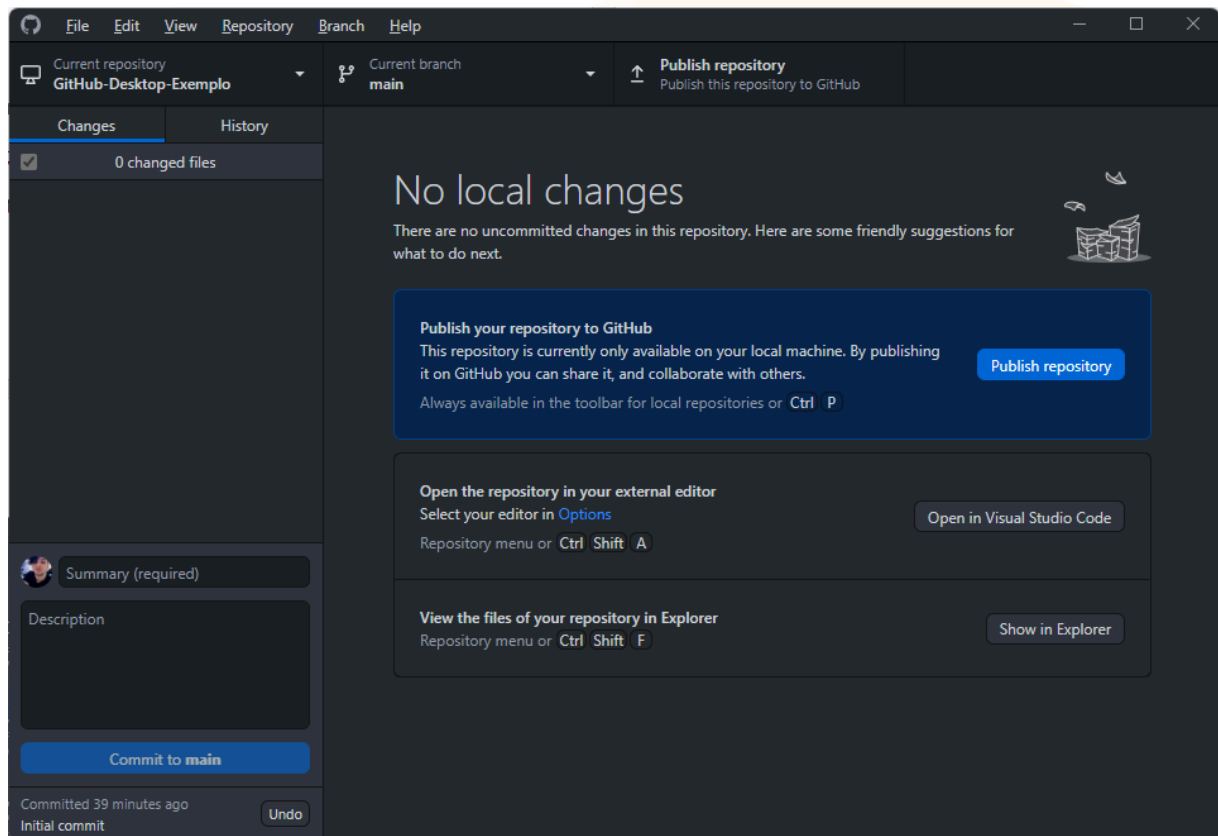 File Edit View Repository Branch Help
Current repository
GitHub-Desktop-Exemplo
Current branch
main
Publish repository
Publish this repository to GitHub
Changes History
0 changed files
No local changes
There are no uncommitted changes in this repository. Here are some friendly suggestions for
what to do next.
Publish your repository to GitHub
This repository is currently only available on your local machine. By publishing
it on GitHub you can share it, and collaborate with others.
Always available in the toolbar for local repositories or Ctrl P
Publish repository
Open the repository in your external editor
Select your editor in Options
Repository menu or Ctrl Shift A
Open in Visual Studio Code
View the files of your repository in Explorer
Repository menu or Ctrl Shift F
Show in Explorer
Summary (required)
Description
Commit to main
Committed 39 minutes ago
Initial commit
Undo